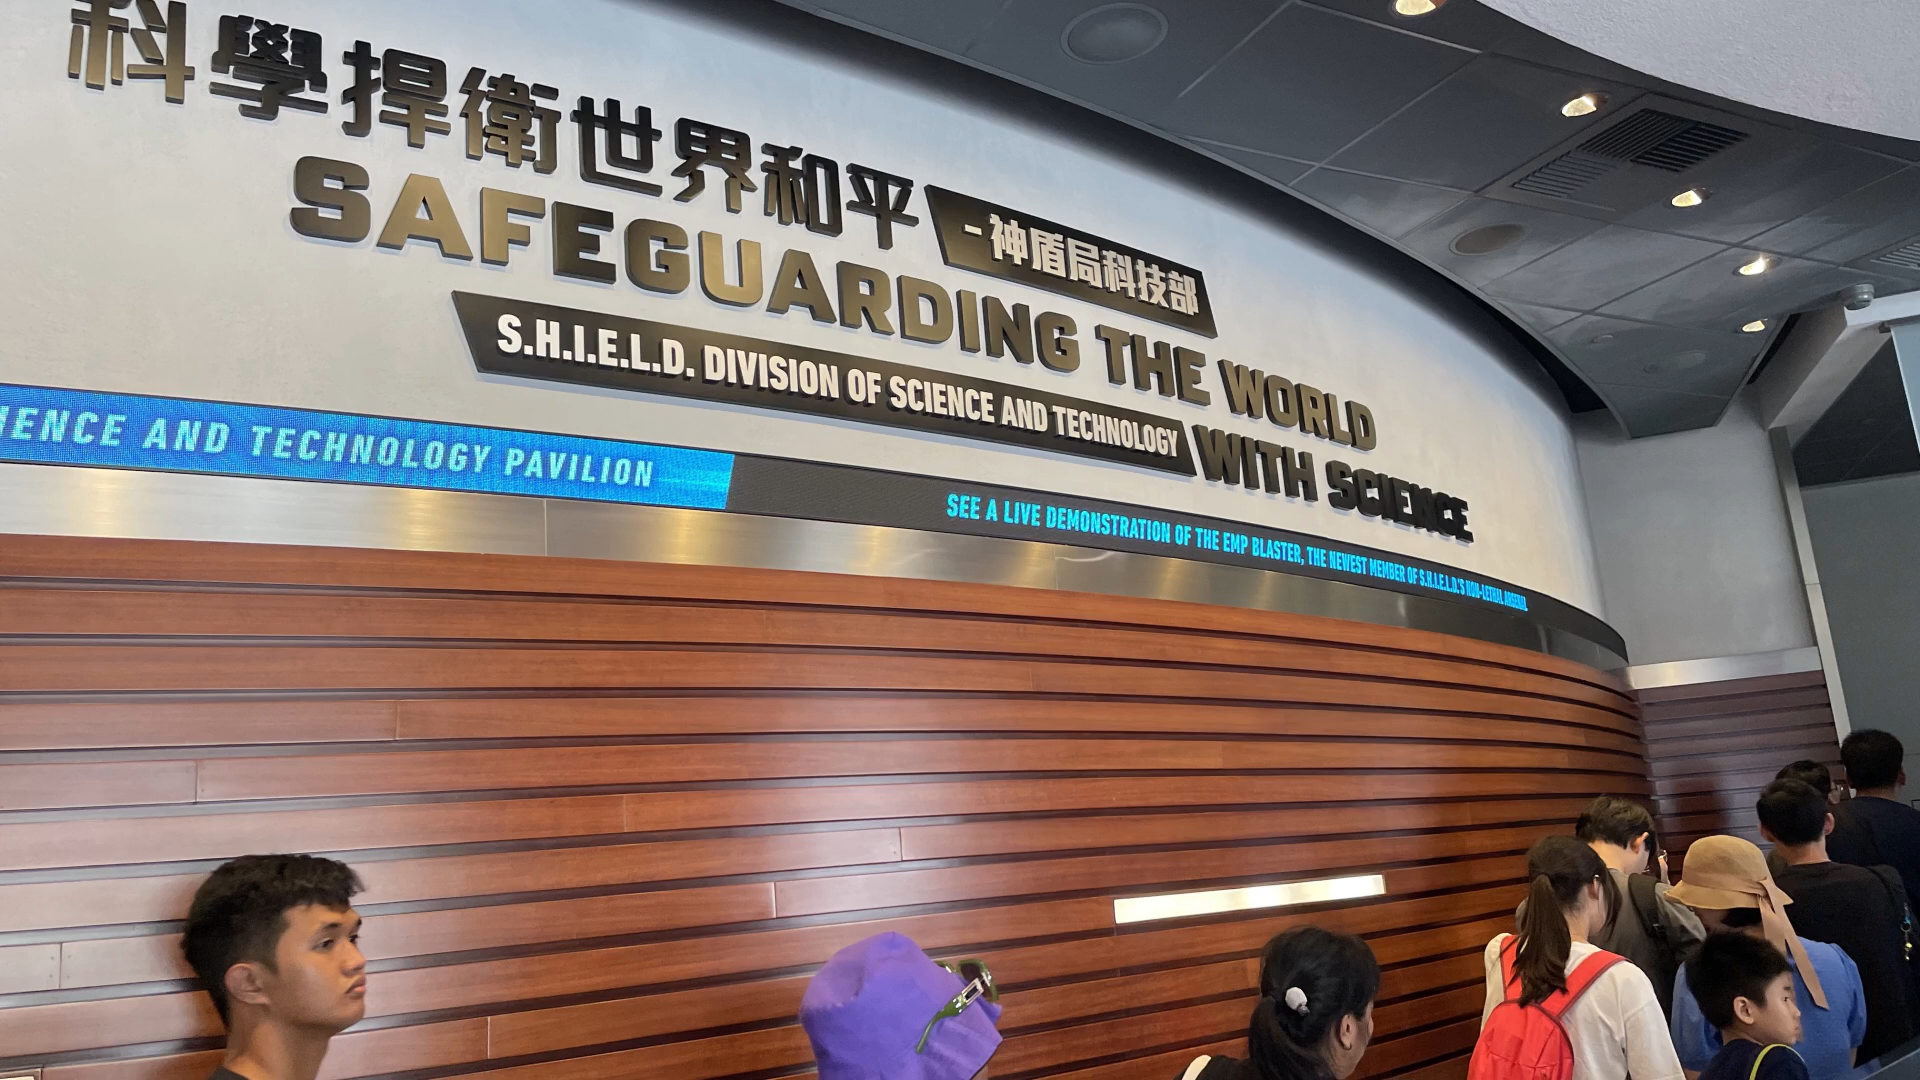 科學捍衛世界和平
-神盾局科技部
SAFEGUARDING THE WORLD
S.H.I.E.L.D. DIVISION OF SCIENCE AND TECHNOLOGY
WITH SCIENCE
AND TECHNOLOGY PAVILION
SEE A LIVE DEMONSTRATION OF THE EMP BLASTER, THE NEWEST MEMBER OF S.H.I.E.L.D.'S NON-LETHAL ARSENAL